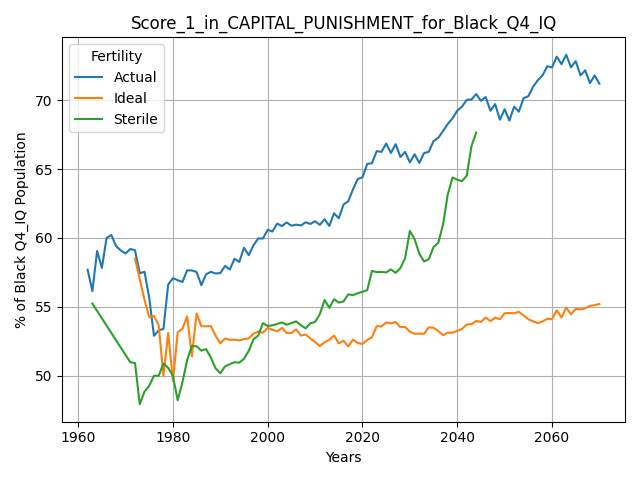 Score_1_in_CAPITAL_PUNISHMENT_for_Black_Q4_IQ
Fertility
Actual
Ideal
Sterile
% of Black Q4_IQ Population
70
65
60
55
50
1960
1980
2000
2020
2040
2060
Years